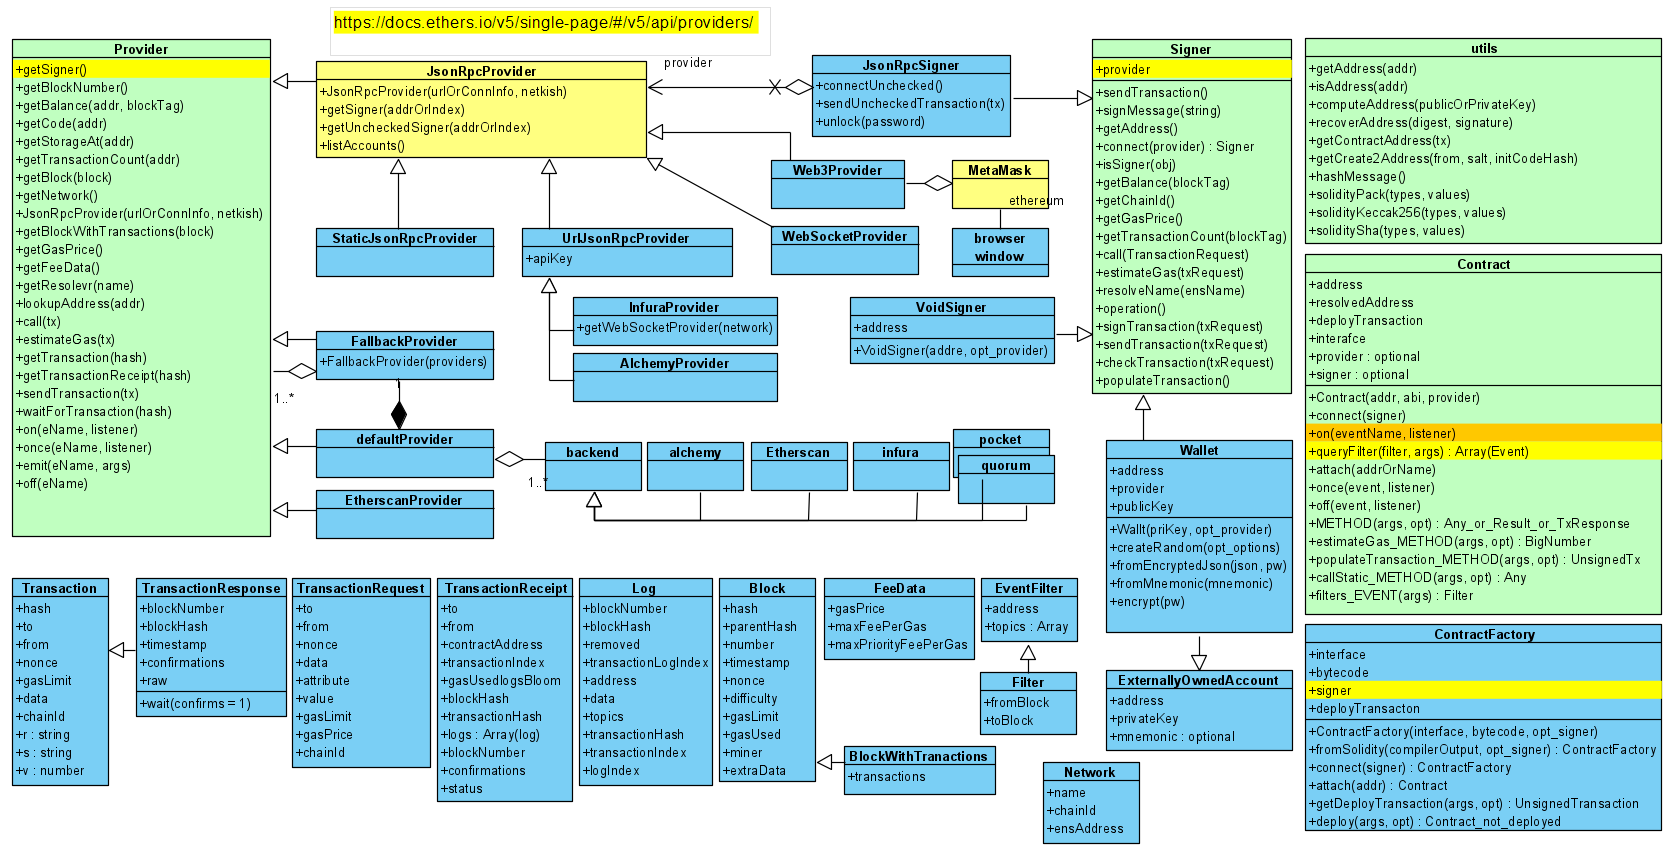 https://docs.ethers.io/v5/single-page/#/v5/api/providers/
Provider
+getSigner()
+getBlockNumber()
+getBalance(addr, blockTag)
+getCode(addr)
+getStorageAt(addr)
+getTransactionCount(addr)
+getBlock(block)
+getNetwork()
+JsonRpcProvider(urlOrConnInfo, netkish)
+getBlockWithTransactions(block)
+getGasPrice()
+getFeeData()
+getResolevr(name)
+lookupAddress(addr)
+call(tx)
+estimateGas(tx)
+getTransaction(hash)
+getTransactionReceipt(hash)
+sendTransaction(tx)
+waitForTransaction(hash)
+on(eName, listener)
+once(eName, listener)
+emit(eName, args)
+off(eName)
JsonRpcProvider
+JsonRpcProvider(urlOrConnInfo, netkish)
+getSigner(addrOrIndex)
+getUncheckedSigner(addrOrIndex)
+listAccounts()
provider
JsonRpcSigner
+connectUnchecked()
+sendUncheckedTransaction(tx)
+unlock(password)
Web3Provider
MetaMask
ethereum
browser
window
StaticJsonRpcProvider
UrlJsonRpcProvider
+apiKey
WebSocketProvider
InfuraProvider
+getWebSocketProvider(network)
AlchemyProvider
VoidSigner
+address
+VoidSigner(addre, opt_provider)
FallbackProvider
+FallbackProvider(providers)
1..*
defaultProvider
1..*
EtherscanProvider
backend
alchemy
Etherscan
infura
pocket
quorum
Signer
+provider
+sendTransaction()
+signMessage(string)
+getAddress()
+connect(provider) : Signer
+isSigner(obj)
+getBalance(blockTag)
+getChainId()
+getGasPrice()
+getTransactionCount(blockTag)
+call(TransactionRequest)
+estimateGas(txRequest)
+resolveName(ensName)
+operation()
+signTransaction(txRequest)
+sendTransaction(txRequest)
+checkTransaction(txRequest)
+populateTransaction()
Wallet
+address
+provider
+publicKey
+Wallt(priKey, opt_provider)
+createRandom(opt_options)
+fromEncryptedJson(json, pw)
+fromMnemonic(mnemonic)
+encrypt(pw)
ExternallyOwnedAccount
+address
+privateKey
+mnemonic : optional
utils
+getAddress(addr)
+isAddress(addr)
+computeAddress(publicOrPrivateKey)
+recoverAddress(digest, signature)
+getContractAddress(tx)
+getCreate2Address(from, salt, initCodeHash)
+hashMessage()
+solidityPack(types, values)
+solidityKeccak256(types, values)
+soliditySha(types, values)
Contract
+address
+resolvedAddress
+deployTransaction
+interafce
+provider : optional
+signer : optional
+Contract(addr, abi, provider)
+connect(signer)
+on(eventName, listener)
+queryFilter(filter, args) : Array(Event)
+attach(addrOrName)
+once(event, listener)
+off(event, listener)
+METHOD(args, opt) : Any_or_Result_or_TxResponse
+estimateGas_METHOD(args, opt) : BigNumber
+populateTransaction_METHOD(args, opt) : UnsignedTx
+callStatic_METHOD(args, opt) : Any
+filters_EVENT(args) : Filter
ContractFactory
+interface
+bytecode
+signer
+deployTransacton
+ContractFactory(interface, bytecode, opt_signer)
+fromSolidity(compilerOutput, opt_signer) : ContractFactory
+connect(signer) : ContractFactory
+attach(addr) : Contract
+getDeployTransaction(args, opt) : UnsignedTransaction
+deploy(args, opt) : Contract_not_deployed
Transaction
+hash
+to
+from
+nonce
+gasLimit
+data
+chainId
+r : string
+s : string
+v : number
TransactionResponse
+blockNumber
+blockHash
+timestamp
+confirmations
+raw
+wait(confirms = 1)
TransactionRequest
+to
+from
+nonce
+data
+attribute
+value
+gasLimit
+gasPrice
+chainId
TransactionReceipt
+to
+from
+contractAddress
+transactionIndex
+gasUsedlogsBloom
+blockHash
+transactionHash
+logs : Array(log)
+blockNumber
+confirmations
+status
Log
+blockNumber
+blockHash
+removed
+transactionLogIndex
+address
+data
+topics
+transactionHash
+transactionIndex
+logIndex
Block
+hash
+parentHash
+number
+timestamp
+nonce
+difficulty
+gasLimit
+gasUsed
+miner
+extraData
FeeData
+gasPrice
+maxFeePerGas
+maxPriorityFeePerGas
EventFilter
+address
+topics : Array
Filter
+fromBlock
+toBlock
BlockWithTranactions
+transactions
Network
+name
+chainId
+ensAddress